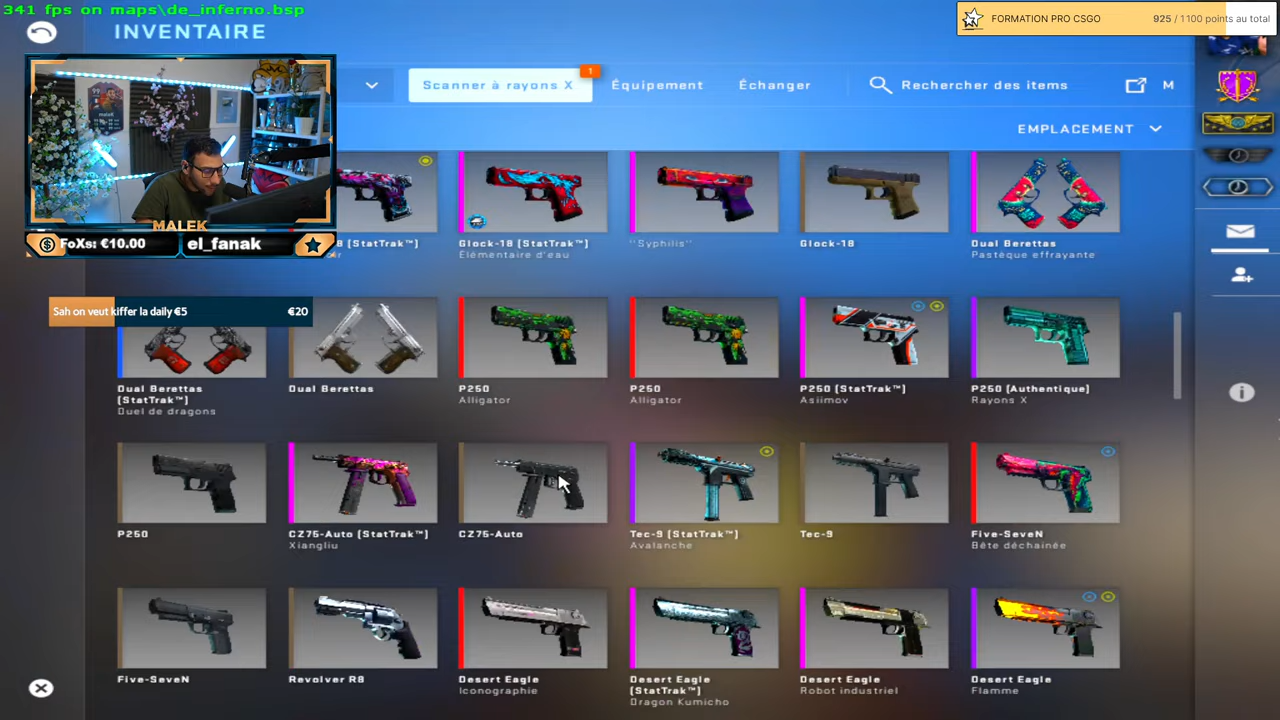 341 fps on maps\de_inferno.bsp
INVENTAIRE
FORMATION PRO CSGO
925 / 1100 points au total
Scanner à rayons X
1
Équipement
Échanger
Rechercher des items
M
EMPLACEMENT
MALEK
FoXs: €10.00
el_fanak
Sah on veut kiffer la daily €5
€20
8 [StatTrak™]
Glock-18 [StatTrak™]
Élémentaire d'eau
''Syphilis''
Glock-18
Dual Berettas
Pastèque effrayante
Dual Berettas
[StatTrak™]
Duel de dragons
Dual Berettas
P250
Alligator
P250
Alligator
P250 [StatTrak™]
Asiimov
P250 [Authentique]
Rayons X
P250
CZ75-Auto [StatTrak™]
Xiangliu
CZ75-Auto
Tec-9 [StatTrak™]
Avalanche
Tec-9
Five-SeveN
Bête déchainée
Five-SeveN
Revolver R8
Desert Eagle
Iconographie
Desert Eagle
[StatTrak™]
Dragon Kumicho
Desert Eagle
Robot industriel
Desert Eagle
Flamme